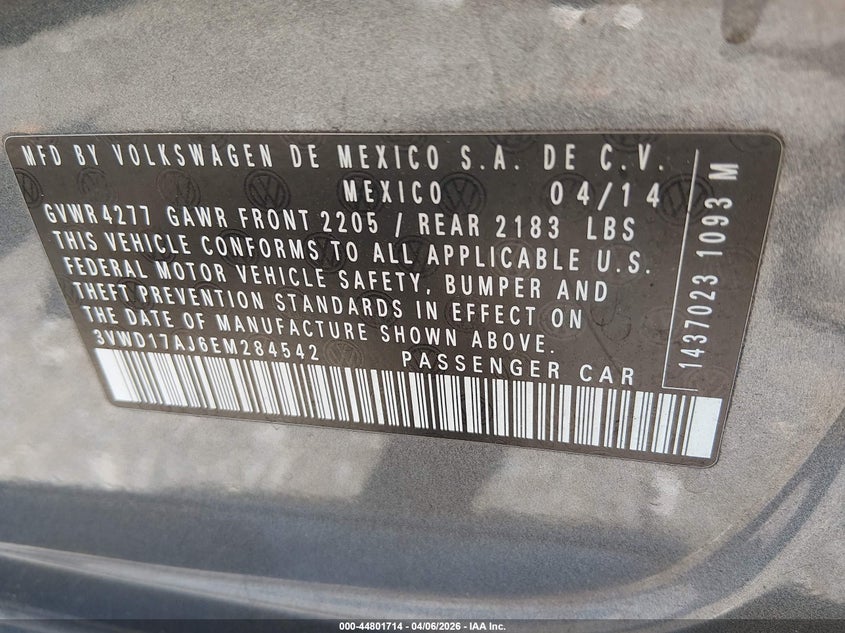 MFD BY VOLKSWAGEN DE MEXICO S.A. DE C.V.
MEXICO 04/14
GVWR4277 GAWR FRONT 2205 / REAR 2183 LBS
THIS VEHICLE CONFORMS TO ALL APPLICABLE U.S.
FEDERAL MOTOR VEHICLE SAFETY, BUMPER AND
THEFT PREVENTION STANDARDS IN EFFECT ON
THE DATE OF MANUFACTURE SHOWN ABOVE.
3VWD17AJ6EM284542 PASSENGER CAR
1437023 1093 M
000-44801714 - 04/06/2026 - IAA Inc.